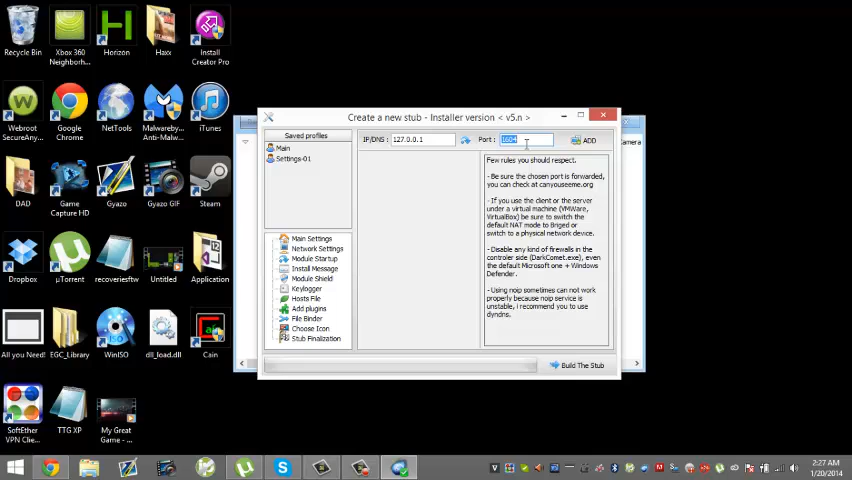 Recycle Bin
Xbox 360
Neighborh...
Horizon
Haxx
Install
Creator Pro
Webroot
SecureAny...
Google
Chrome
NetTools
Malwareby...
Anti-Malw...
iTunes
DAD
Game
Capture HD
Gyazo
Gyazo GIF
Steam
Dropbox
µTorrent
recoveriesftw
Untitled
Application
All you Need!
EGC_Library
WinISO
dll_load.dll
Cain
SoftEther
VPN Clie...
TTG XP
My Great
Game - ...
Create a new stub - Installer version < v5.n >
Saved profiles
Main
Settings-01
Main Settings
Network Settings
Module Startup
Install Message
Module Shield
Keylogger
Hosts File
Add plugins
File Binder
Choose Icon
Stub Finalization
IP/DNS :
127.0.0.1
Port :
1604
ADD
Few rules you should respect.
- Be sure the chosen port is forwarded,
you can check at canyouseeme.org
- If you use the client or the server
under a virtual machine (VMWare,
VirtualBox) be sure to switch the
default NAT mode to Briged or
switch to a physical network device.
- Disable any kind of firewalls in the
controler side (DarkComet.exe), even
the default Microsoft one + Windows
Defender.
- Using noip sometimes can not work
properly because noip service is
unstable, i recommend you to use
dyndns.
Build The Stub
Camera
2:27 AM
1/20/2014